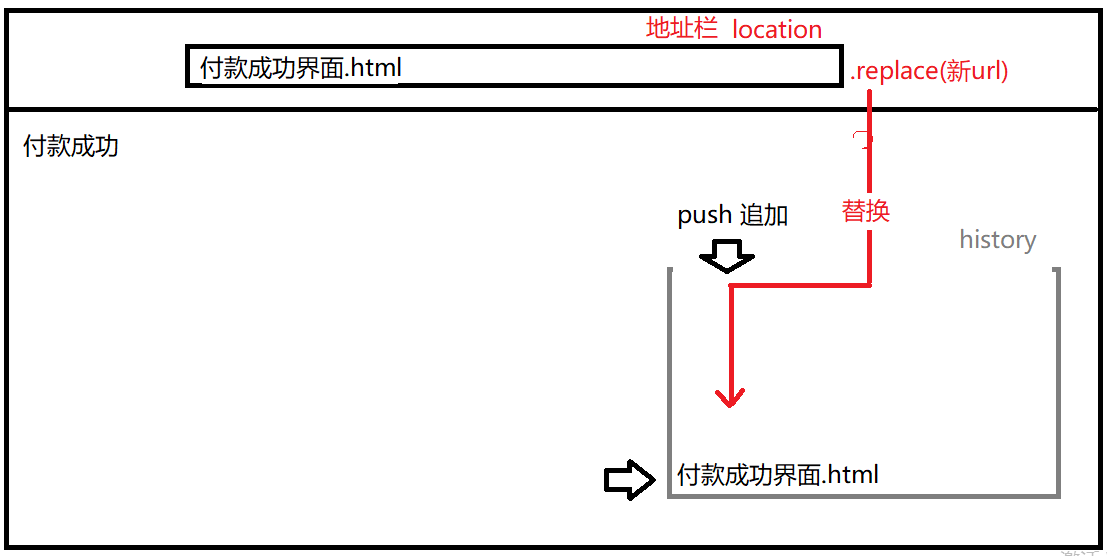 地址栏 location
付款成功界面.html
.replace(新url)
付款成功
push 追加
替换
history
付款成功界面.html